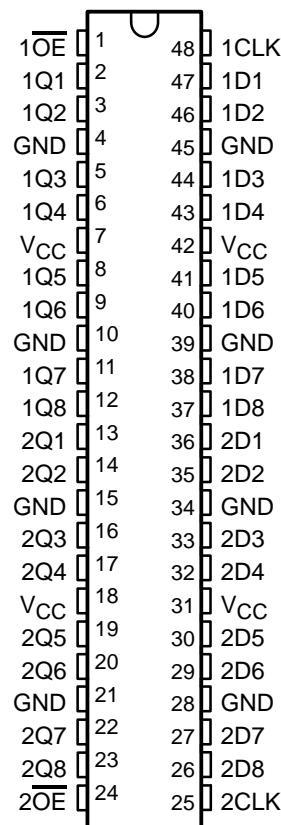 1O̅E̅ 1 48 1CLK
1Q1 2 47 1D1
1Q2 3 46 1D2
GND 4 45 GND
1Q3 5 44 1D3
1Q4 6 43 1D4
VCC 7 42 VCC
1Q5 8 41 1D5
1Q6 9 40 1D6
GND 10 39 GND
1Q7 11 38 1D7
1Q8 12 37 1D8
2Q1 13 36 2D1
2Q2 14 35 2D2
GND 15 34 GND
2Q3 16 33 2D3
2Q4 17 32 2D4
VCC 18 31 VCC
2Q5 19 30 2D5
2Q6 20 29 2D6
GND 21 28 GND
2Q7 22 27 2D7
2Q8 23 26 2D8
2O̅E̅ 24 25 2CLK